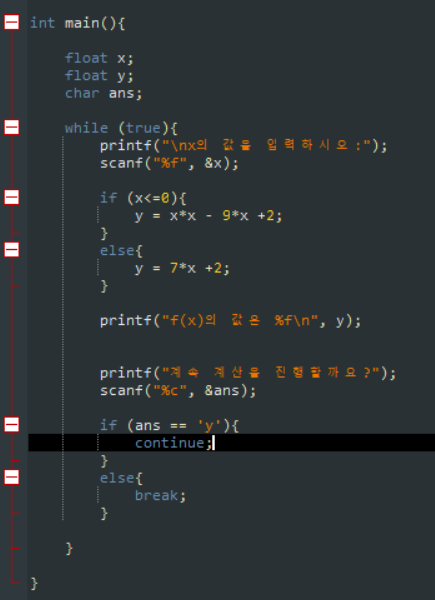 int main(){
float x;
float y;
char ans;
while (true){
printf("\nx의 값을 입력하시오:");
scanf("%f", &x);
if (x<=0){
y = x*x - 9*x +2;
}
else{
y = 7*x +2;
}
printf("f(x)의 값은 %f\n", y);
printf("계속 계산을 진행할까요?");
scanf("%c", &ans);
if (ans == 'y'){
continue;
}
else{
break;
}
}
}